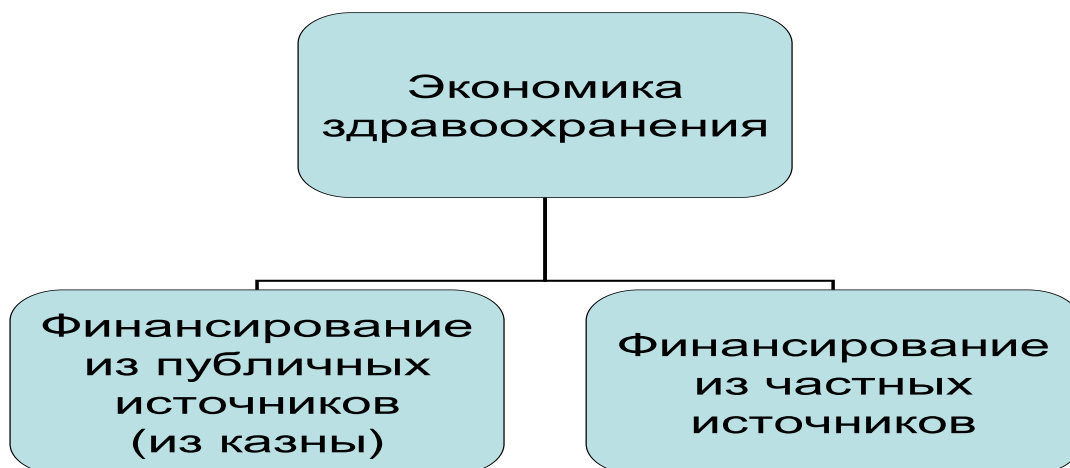 Экономика
здравоохранения
Финансирование
из публичных
источников
(из казны)
Финансирование
из частных
источников